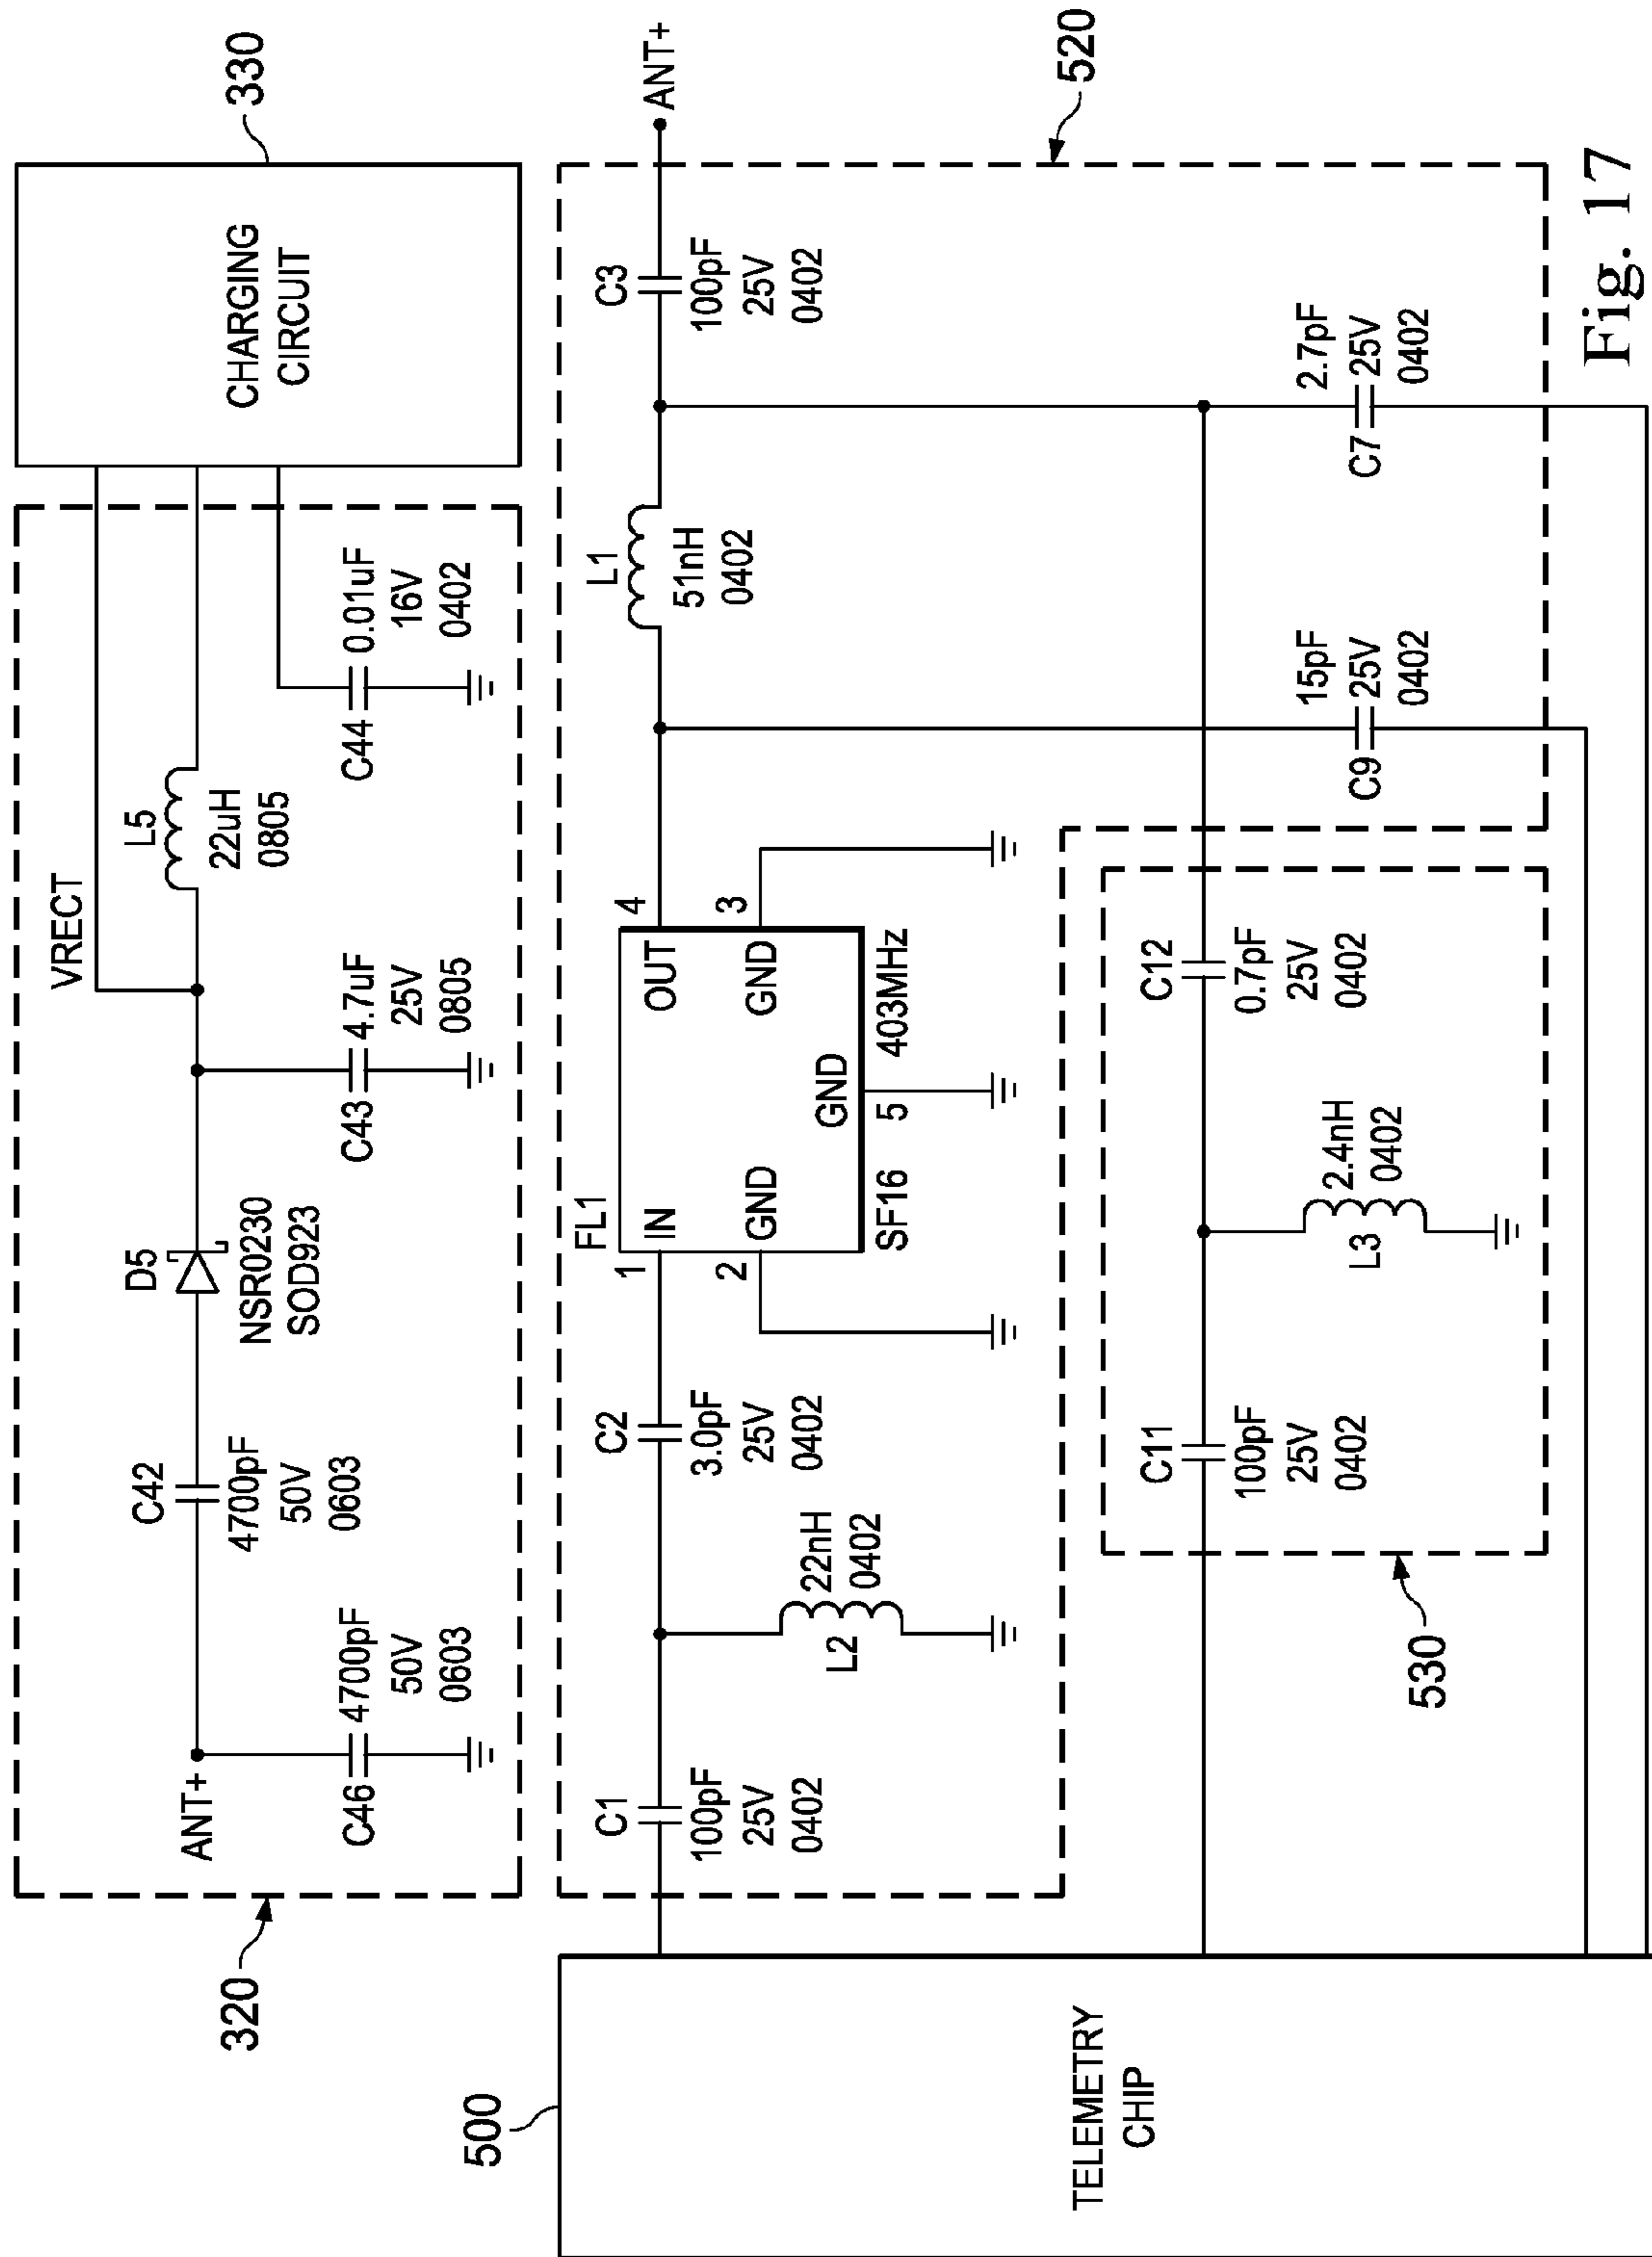 320
ANT+
C46
4700pF
50V
0603
C42
4700pF
50V
0603
D5
NSR0230
SOD923
C43
4.7uF
25V
0805
VRECT
L5
22uH
0805
C44
0.01uF
16V
0402
CHARGING
CIRCUIT
330
500
TELEMETRY
CHIP
C1
100pF
25V
0402
L2
22nH
0402
C2
3.0pF
25V
0402
FL1
1
IN
2
GND
GND
5
OUT
4
GND
3
SF16
403MHz
L1
51nH
0402
C3
100pF
25V
0402
ANT+
520
C9
15pF
25V
0402
C7
2.7pF
25V
0402
530
C11
100pF
25V
0402
L3
2.4nH
0402
C12
0.7pF
25V
0402
Fig. 17